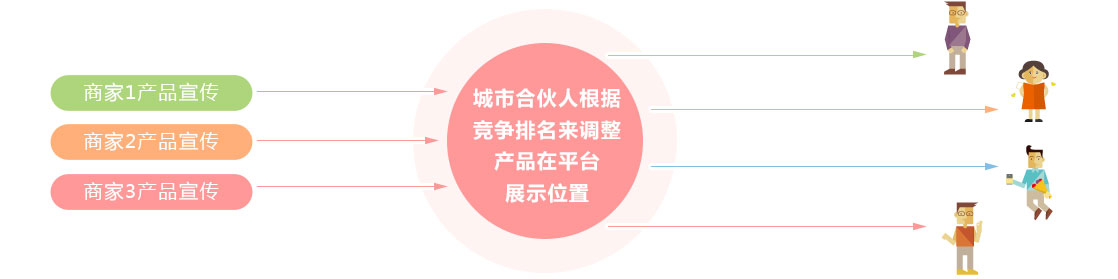 商家1产品宣传
商家2产品宣传
商家3产品宣传
城市合伙人根据
竞争排名来调整
产品在平台
展示位置